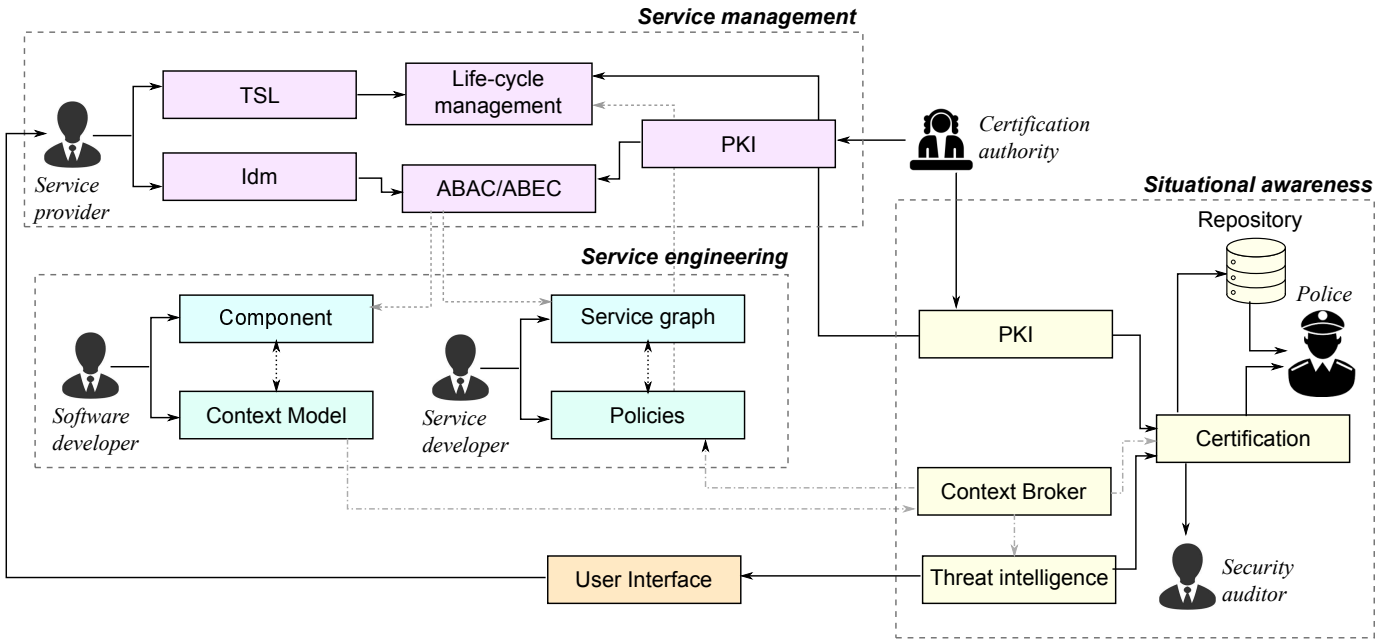 Service management
TSL
Life-cycle
management
PKI
Service
provider
Idm
ABAC/ABEC
Certification
authority
Situational awareness
Repository
Police
Service engineering
Component
Service graph
PKI
Software
developer
Context Model
Service
developer
Policies
Certification
Context Broker
User Interface
Threat intelligence
Security
auditor